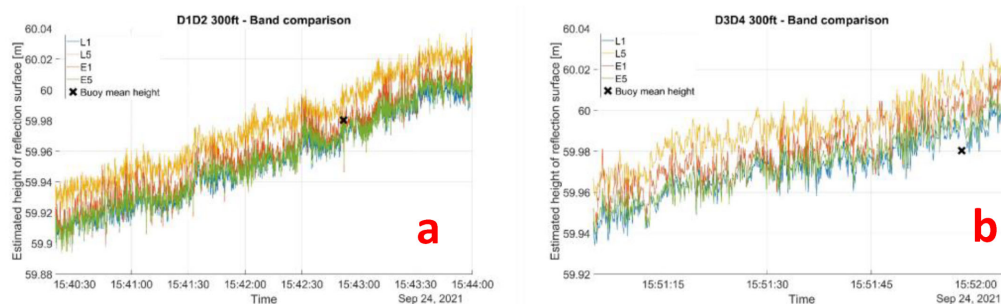 D1D2 300ft - Band comparison
60.04
60.02
60
59.98
59.96
59.94
59.92
59.9
59.88
Estimated height of reflection surface [m]
L1
L5
E1
E5
Buoy mean height
a
15:40:30 15:41:00 15:41:30 15:42:00 15:42:30 15:43:00 15:43:30 15:44:00
Time
Sep 24, 2021
D3D4 300ft - Band comparison
60.04
60.02
60
59.98
59.96
59.94
59.92
Estimated height of reflection surface [m]
L1
L5
E1
E5
Buoy mean height
b
15:51:15 15:51:30 15:51:45 15:52:00
Time
Sep 24, 2021